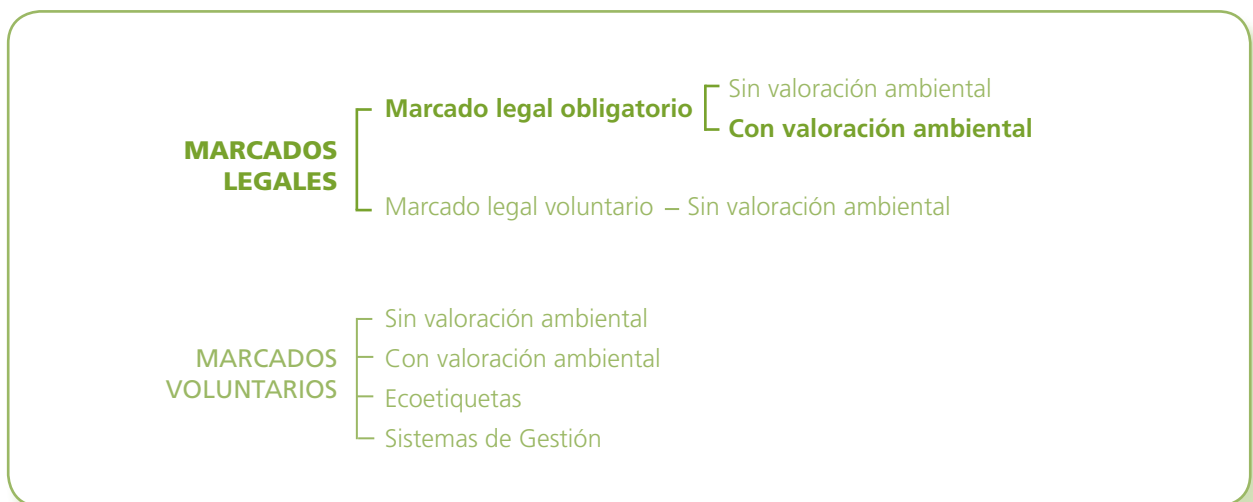 MARCADOS
LEGALES
Marcado legal obligatorio
Sin valoración ambiental
Con valoración ambiental
Marcado legal voluntario – Sin valoración ambiental
MARCADOS
VOLUNTARIOS
Sin valoración ambiental
Con valoración ambiental
Ecoetiquetas
Sistemas de Gestión